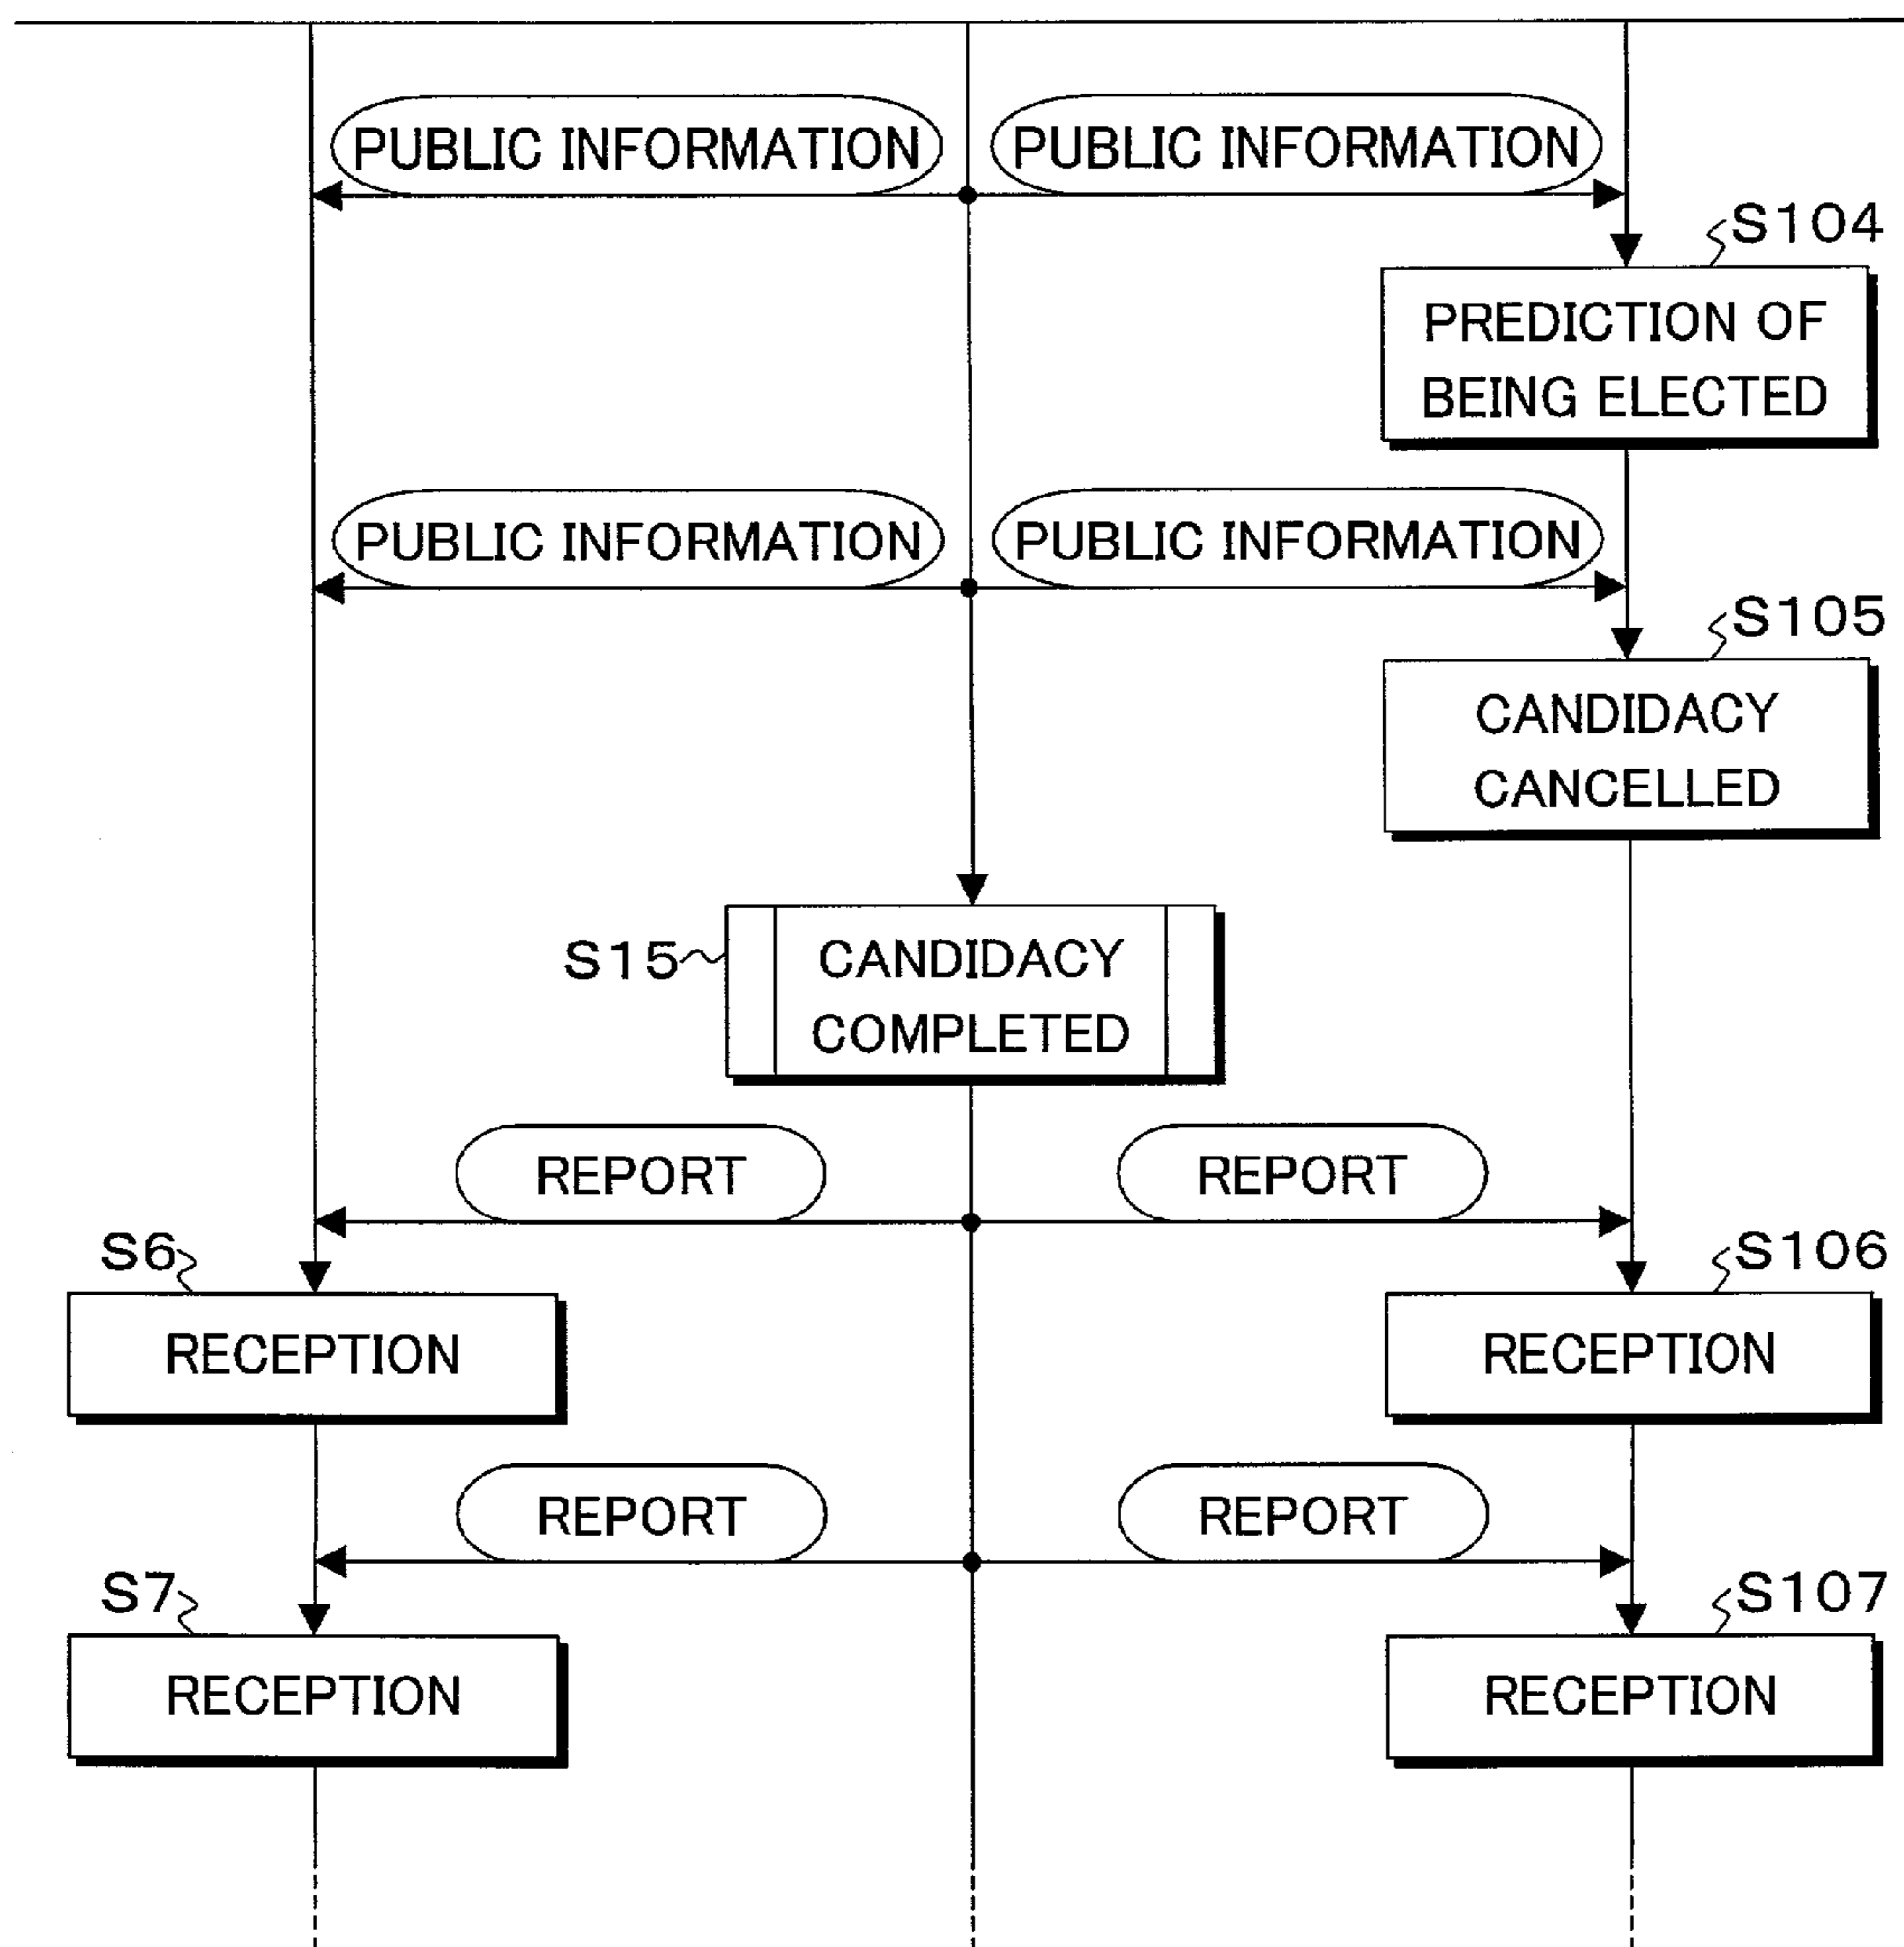 PUBLIC INFORMATION
PUBLIC INFORMATION
S104
PREDICTION OF
BEING ELECTED
PUBLIC INFORMATION
PUBLIC INFORMATION
S105
CANDIDACY
CANCELLED
S15
CANDIDACY
COMPLETED
REPORT
REPORT
S6
S106
RECEPTION
RECEPTION
REPORT
REPORT
S7
S107
RECEPTION
RECEPTION